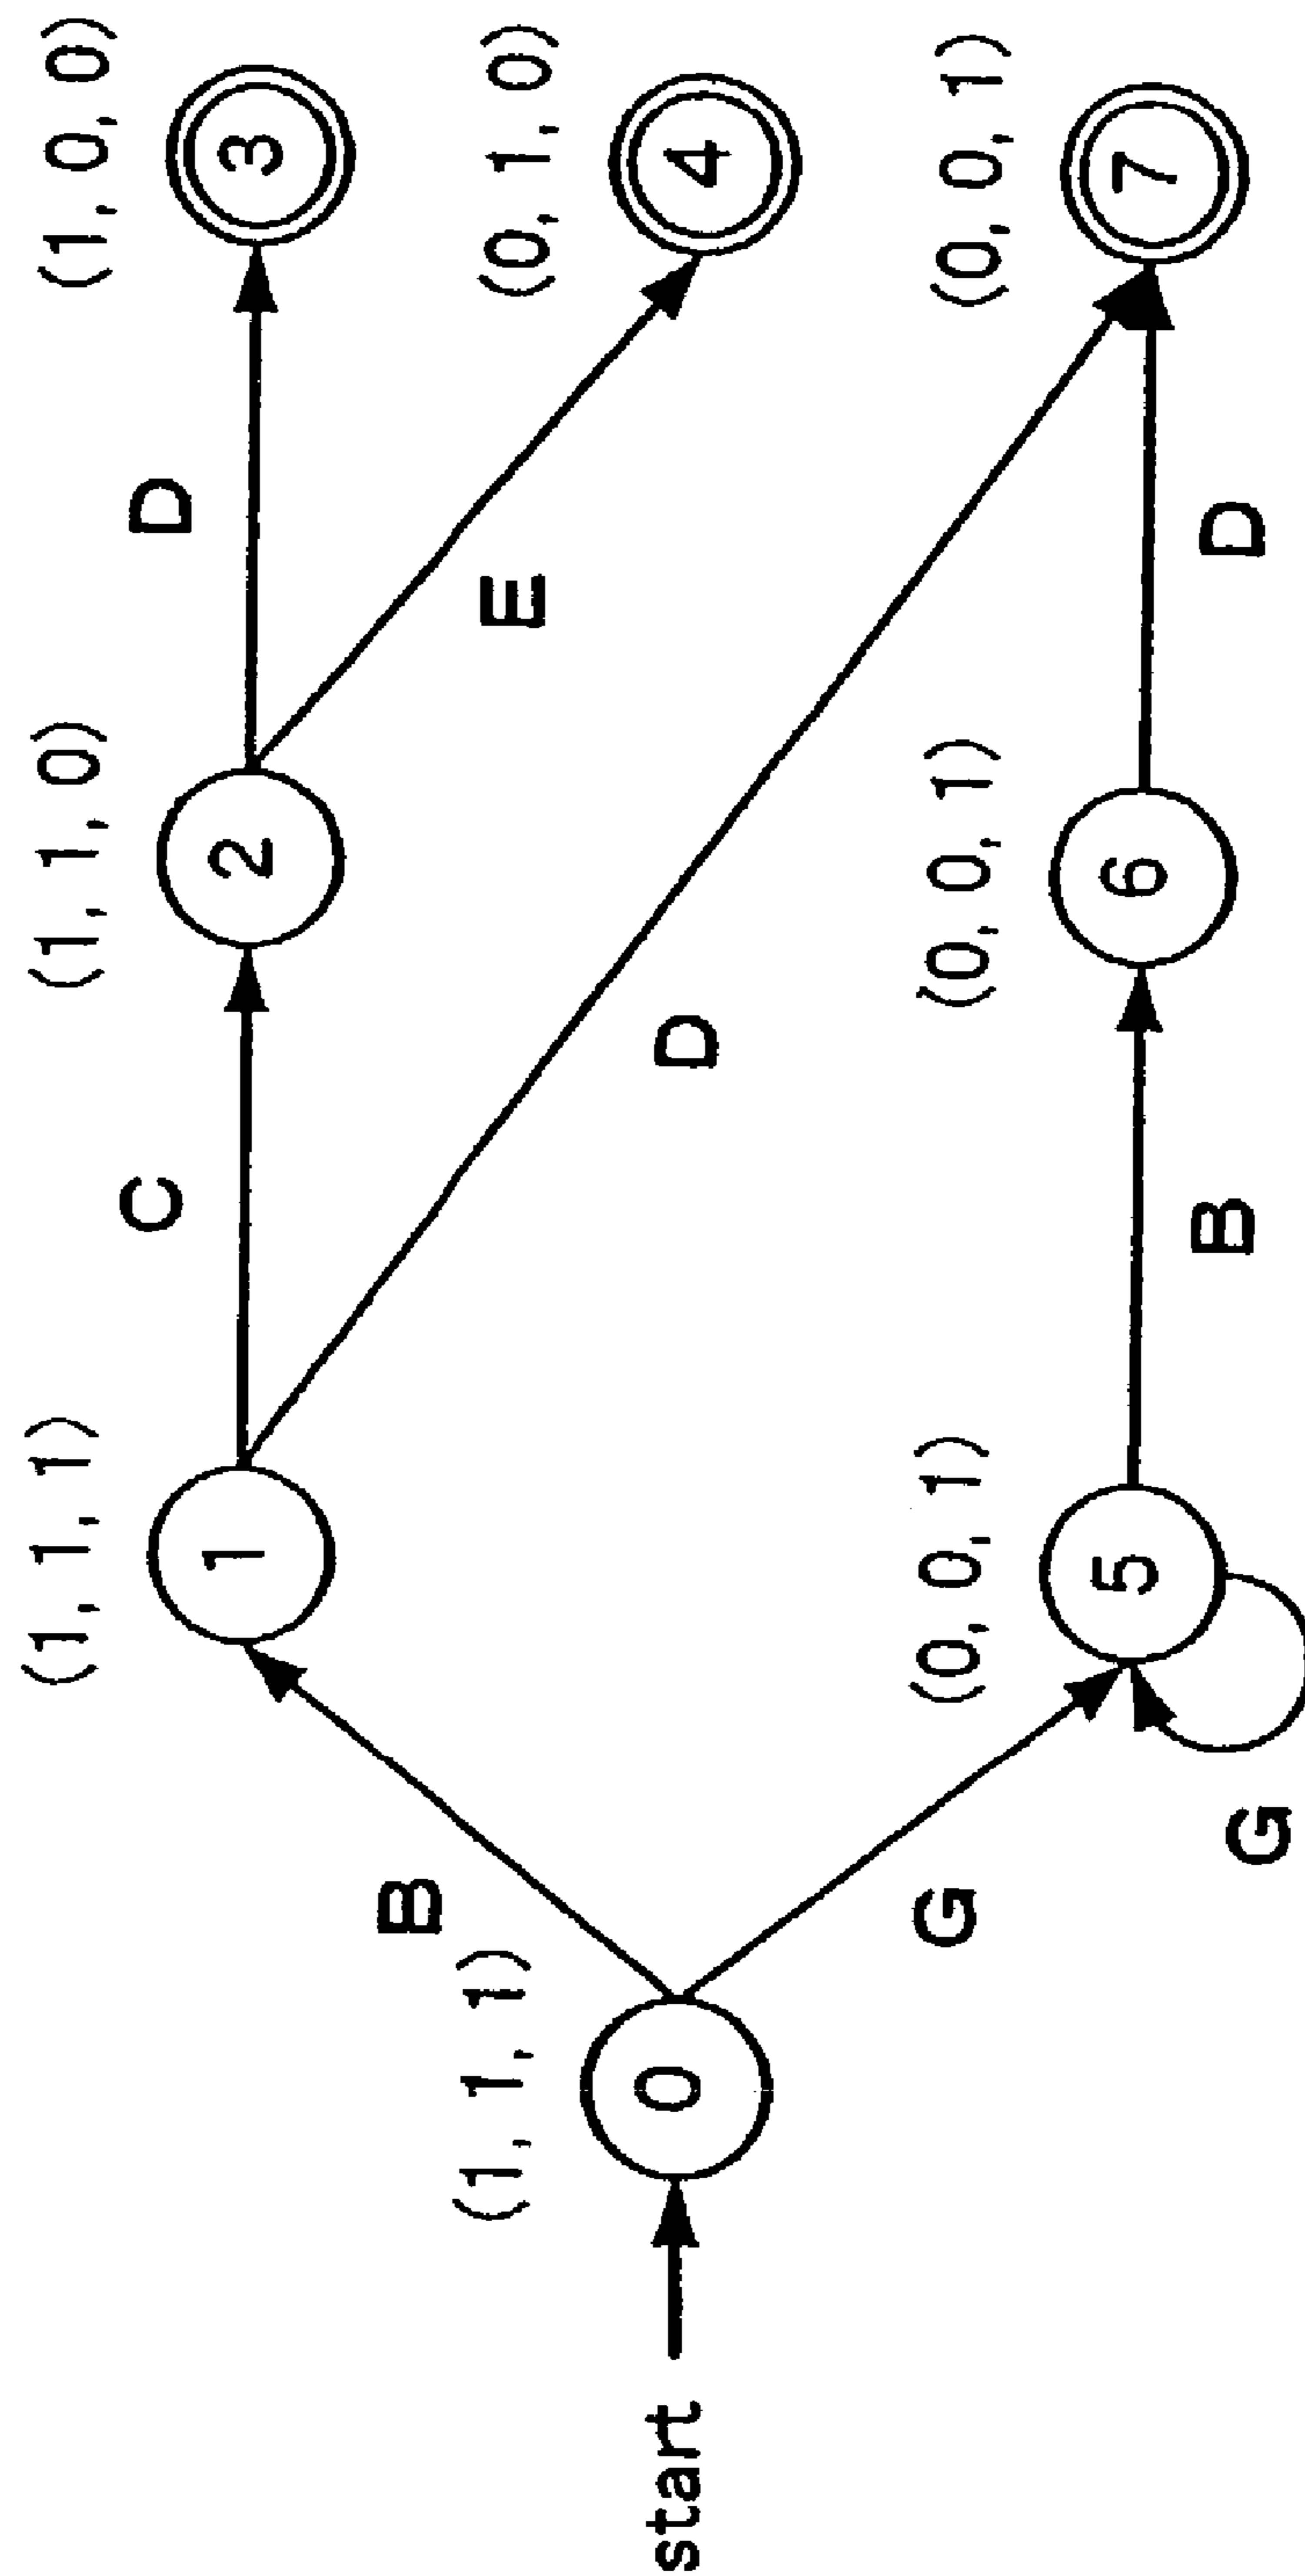 start
0
(1, 1, 1)
B
G
1
(1, 1, 1)
5
(0, 0, 1)
G
C
D
B
2
(1, 1, 0)
6
(0, 0, 1)
D
E
D
3
(1, 0, 0)
4
(0, 1, 0)
7
(0, 0, 1)